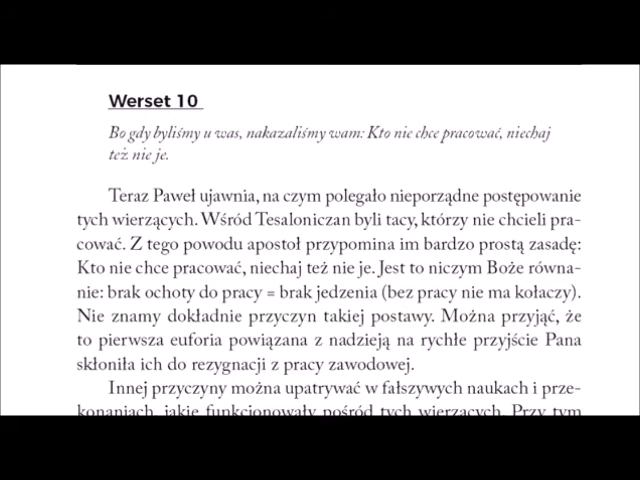 Werset 10
Bo gdy byliśmy u was, nakazaliśmy wam: Kto nie chce pracować, niechaj
też nie je.
Teraz Paweł ujawnia, na czym polegało nieporządne postępowanie
tych wierzących. Wśród Tesaloniczan byli tacy, którzy nie chcieli pra-
cować. Z tego powodu apostoł przypomina im bardzo prostą zasadę:
Kto nie chce pracować, niechaj też nie je. Jest to niczym Boże równa-
nie: brak ochoty do pracy = brak jedzenia (bez pracy nie ma kołaczy).
Nie znamy dokładnie przyczyn takiej postawy. Można przyjąć, że
to pierwsza euforia powiązana z nadzieją na rychłe przyjście Pana
skłoniła ich do rezygnacji z pracy zawodowej.
Innej przyczyny można upatrywać w fałszywych naukach i prze-
konaniach, jakie funkcjonowały pośród tych wierzących. Przy tym